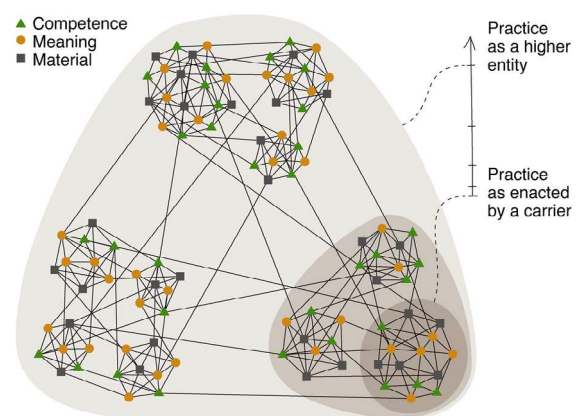 Competence
Meaning
Material
Practice
as a higher
entity
Practice
as enacted
by a carrier